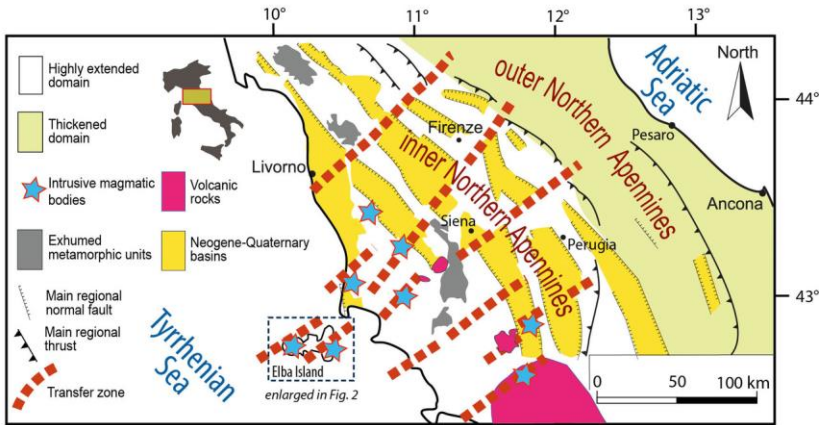 10°
11°
12°
13°
Highly extended
domain
Thickened
domain
Intrusive magmatic
bodies
Volcanic
rocks
Exhumed
metamorphic units
Neogene-Quaternary
basins
Main regional
normal fault
Main regional
thrust
Transfer zone
Tyrrhenian
Sea
Livorno
Firenze
Siena
Perugia
inner Northern Apennines
outer Northern Apennines
Adriatic
Sea
North
Pesaro
Ancona
44°
43°
Elba Island
enlarged in Fig. 2
0 50 100 km